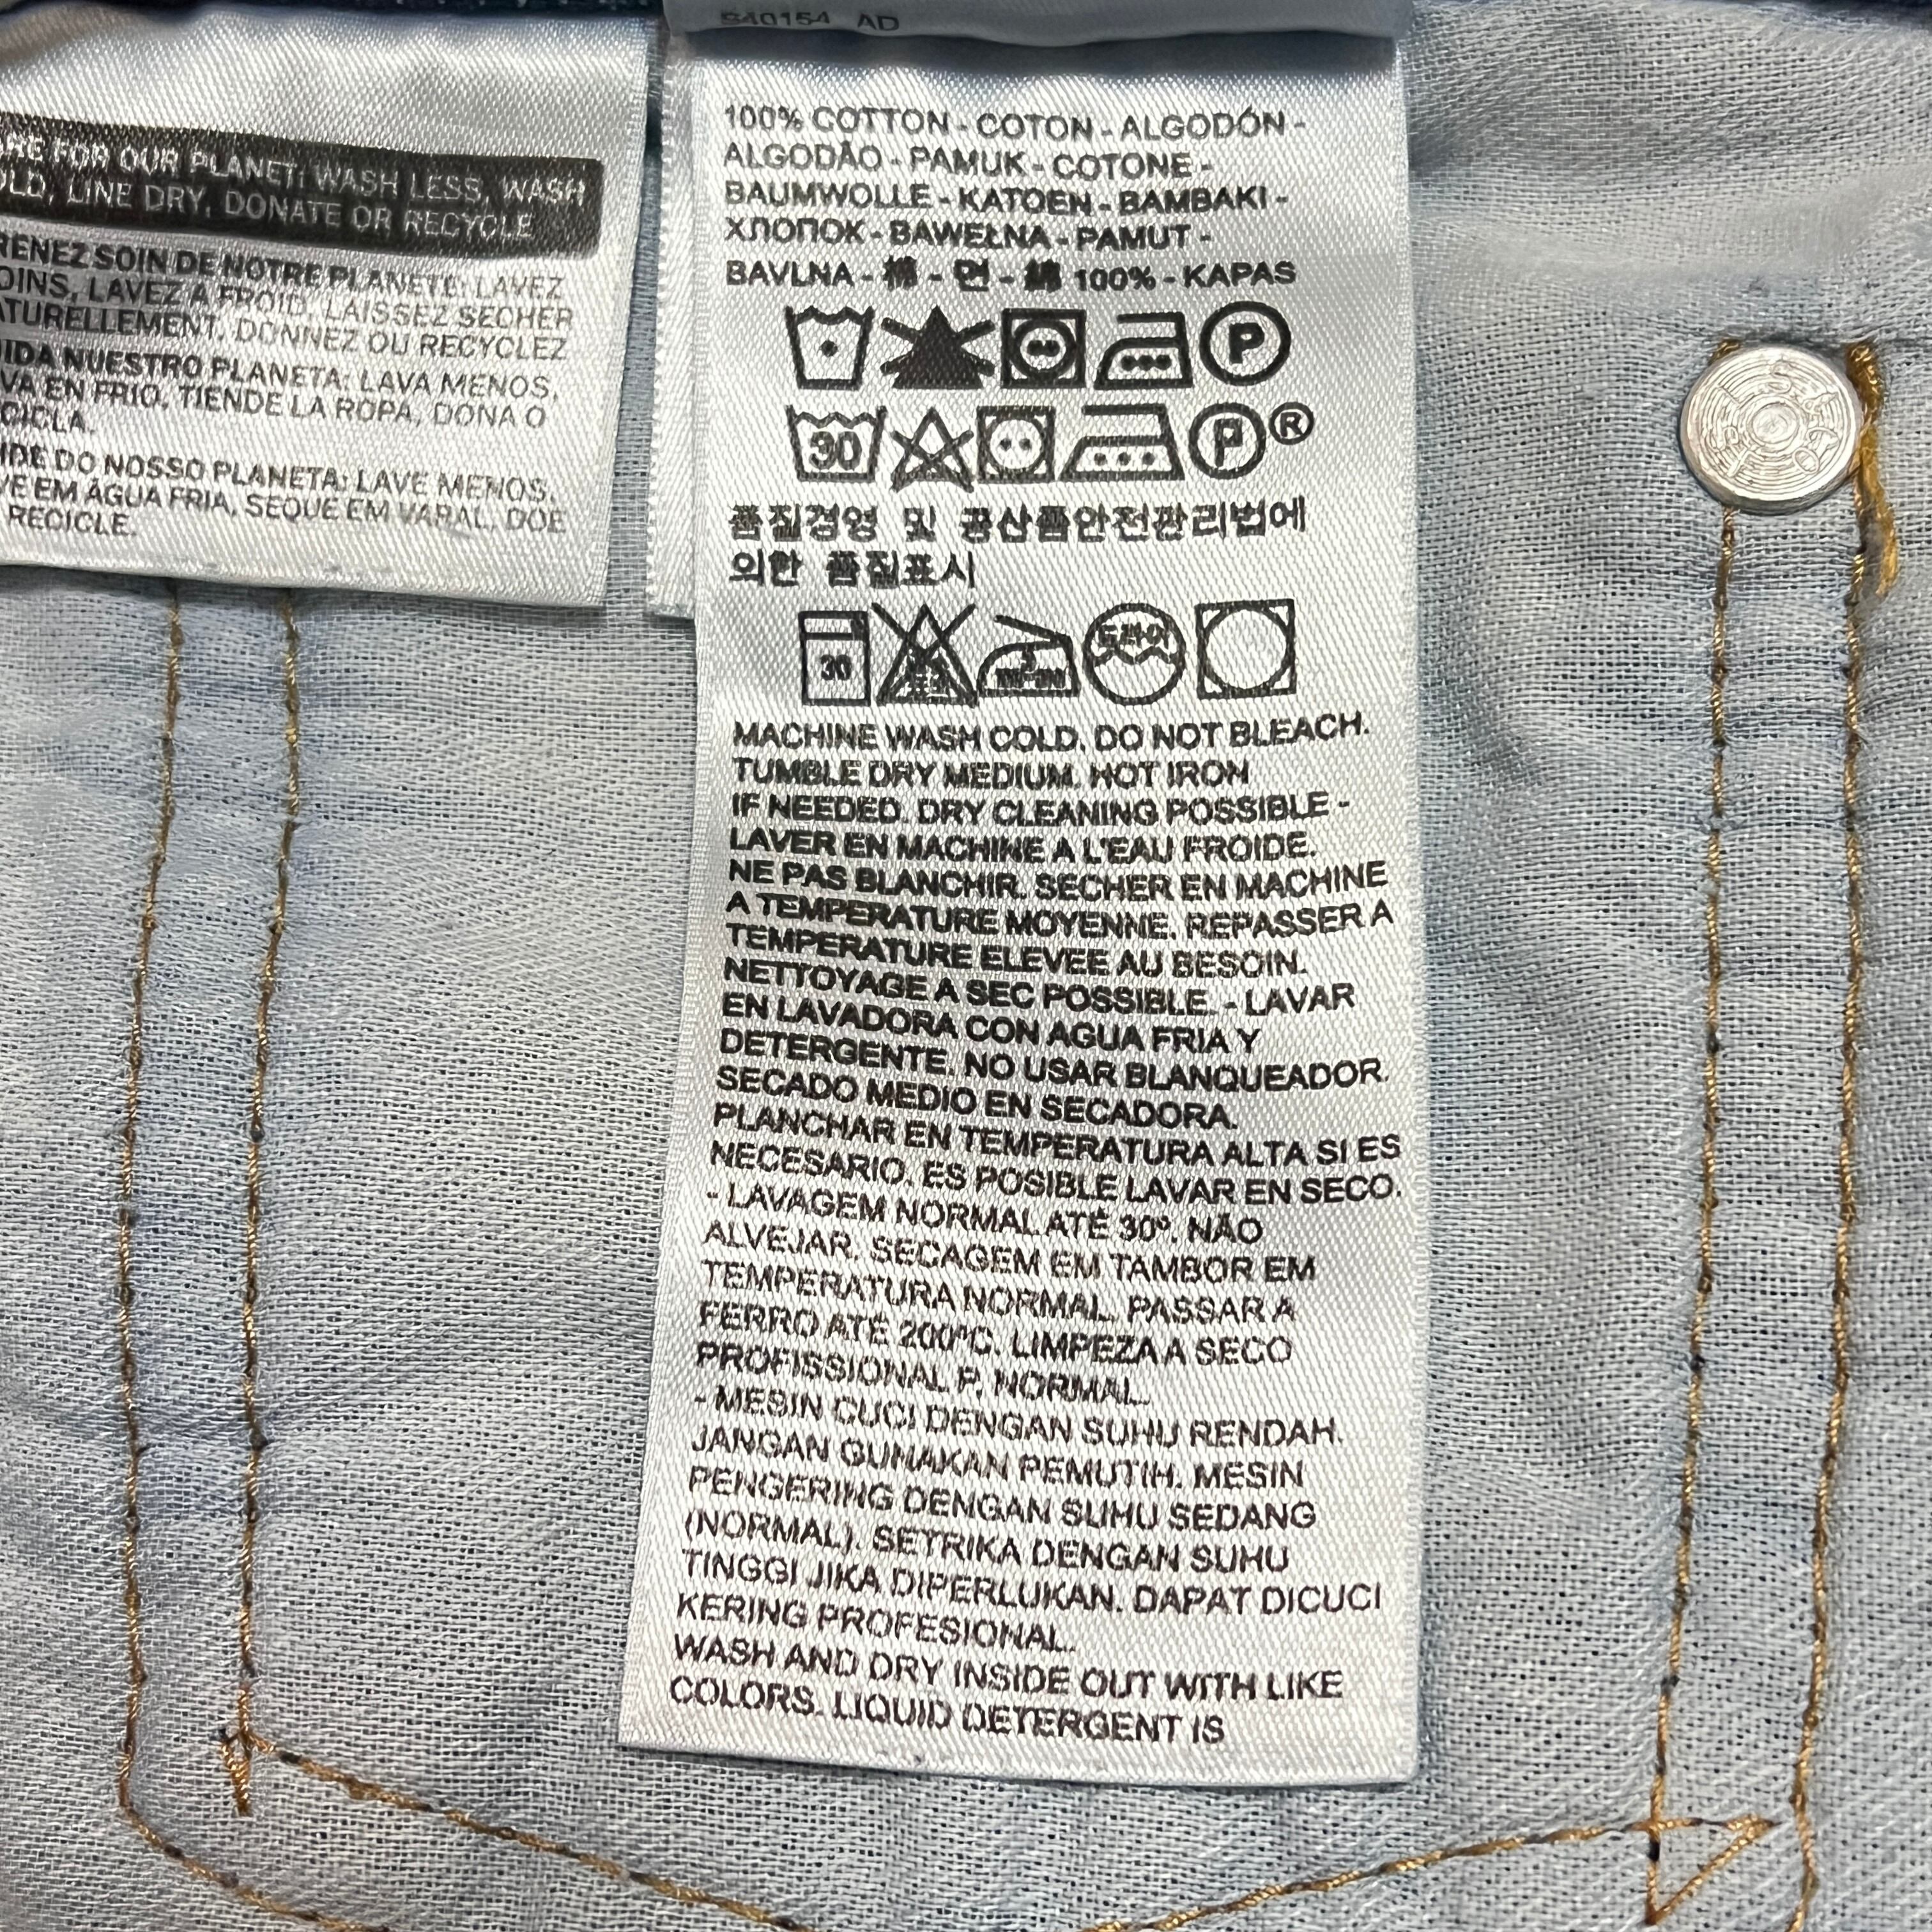 ARE FOR OUR PLANET: WASH LESS, WASH
OLD, LINE DRY, DONATE OR RECYCLE
RENEZ SOIN DE NOTRE PLANETE: LAVEZ
OINS, LAVEZ A FROID, LAISSEZ SECHER
ATURELLEMENT, DONNEZ OU RECYCLEZ
IDA NUESTRO PLANETA: LAVA MENOS,
VA EN FRIO, TIENDE LA ROPA, DONA O
CICLA.
IDE DO NOSSO PLANETA: LAVE MENOS,
VE EM ÁGUA FRIA, SEQUE EM VARAL, DOE
RECICLE.
S40154 AD
100% COTTON - COTON - ALGODÓN -
ALGODÃO - PAMUK - COTONE -
BAUMWOLLE - KATOEN - BAMBAKI -
ХЛОПОК - BAWEŁNA - PAMUT -
BAVLNA - 棉 - 면 - 綿 100% - KAPAS
P
30 P®
품질경영 및 공산품안전관리법에
의한 품질표시
30 드라이
MACHINE WASH COLD. DO NOT BLEACH.
TUMBLE DRY MEDIUM. HOT IRON
IF NEEDED. DRY CLEANING POSSIBLE -
LAVER EN MACHINE A L'EAU FROIDE.
NE PAS BLANCHIR. SECHER EN MACHINE
A TEMPERATURE MOYENNE. REPASSER A
TEMPERATURE ELEVEE AU BESOIN.
NETTOYAGE A SEC POSSIBLE. - LAVAR
EN LAVADORA CON AGUA FRIA Y
DETERGENTE. NO USAR BLANQUEADOR.
SECADO MEDIO EN SECADORA.
PLANCHAR EN TEMPERATURA ALTA SI ES
NECESARIO. ES POSIBLE LAVAR EN SECO.
- LAVAGEM NORMAL ATÉ 30º. NÃO
ALVEJAR. SECAGEM EM TAMBOR EM
TEMPERATURA NORMAL. PASSAR A
FERRO ATÉ 200ºC. LIMPEZA A SECO
PROFISSIONAL P, NORMAL.
- MESIN CUCI DENGAN SUHU RENDAH.
JANGAN GUNAKAN PEMUTIH. MESIN
PENGERING DENGAN SUHU SEDANG
(NORMAL). SETRIKA DENGAN SUHU
TINGGI JIKA DIPERLUKAN. DAPAT DICUCI
KERING PROFESIONAL.
WASH AND DRY INSIDE OUT WITH LIKE
COLORS. LIQUID DETERGENT IS